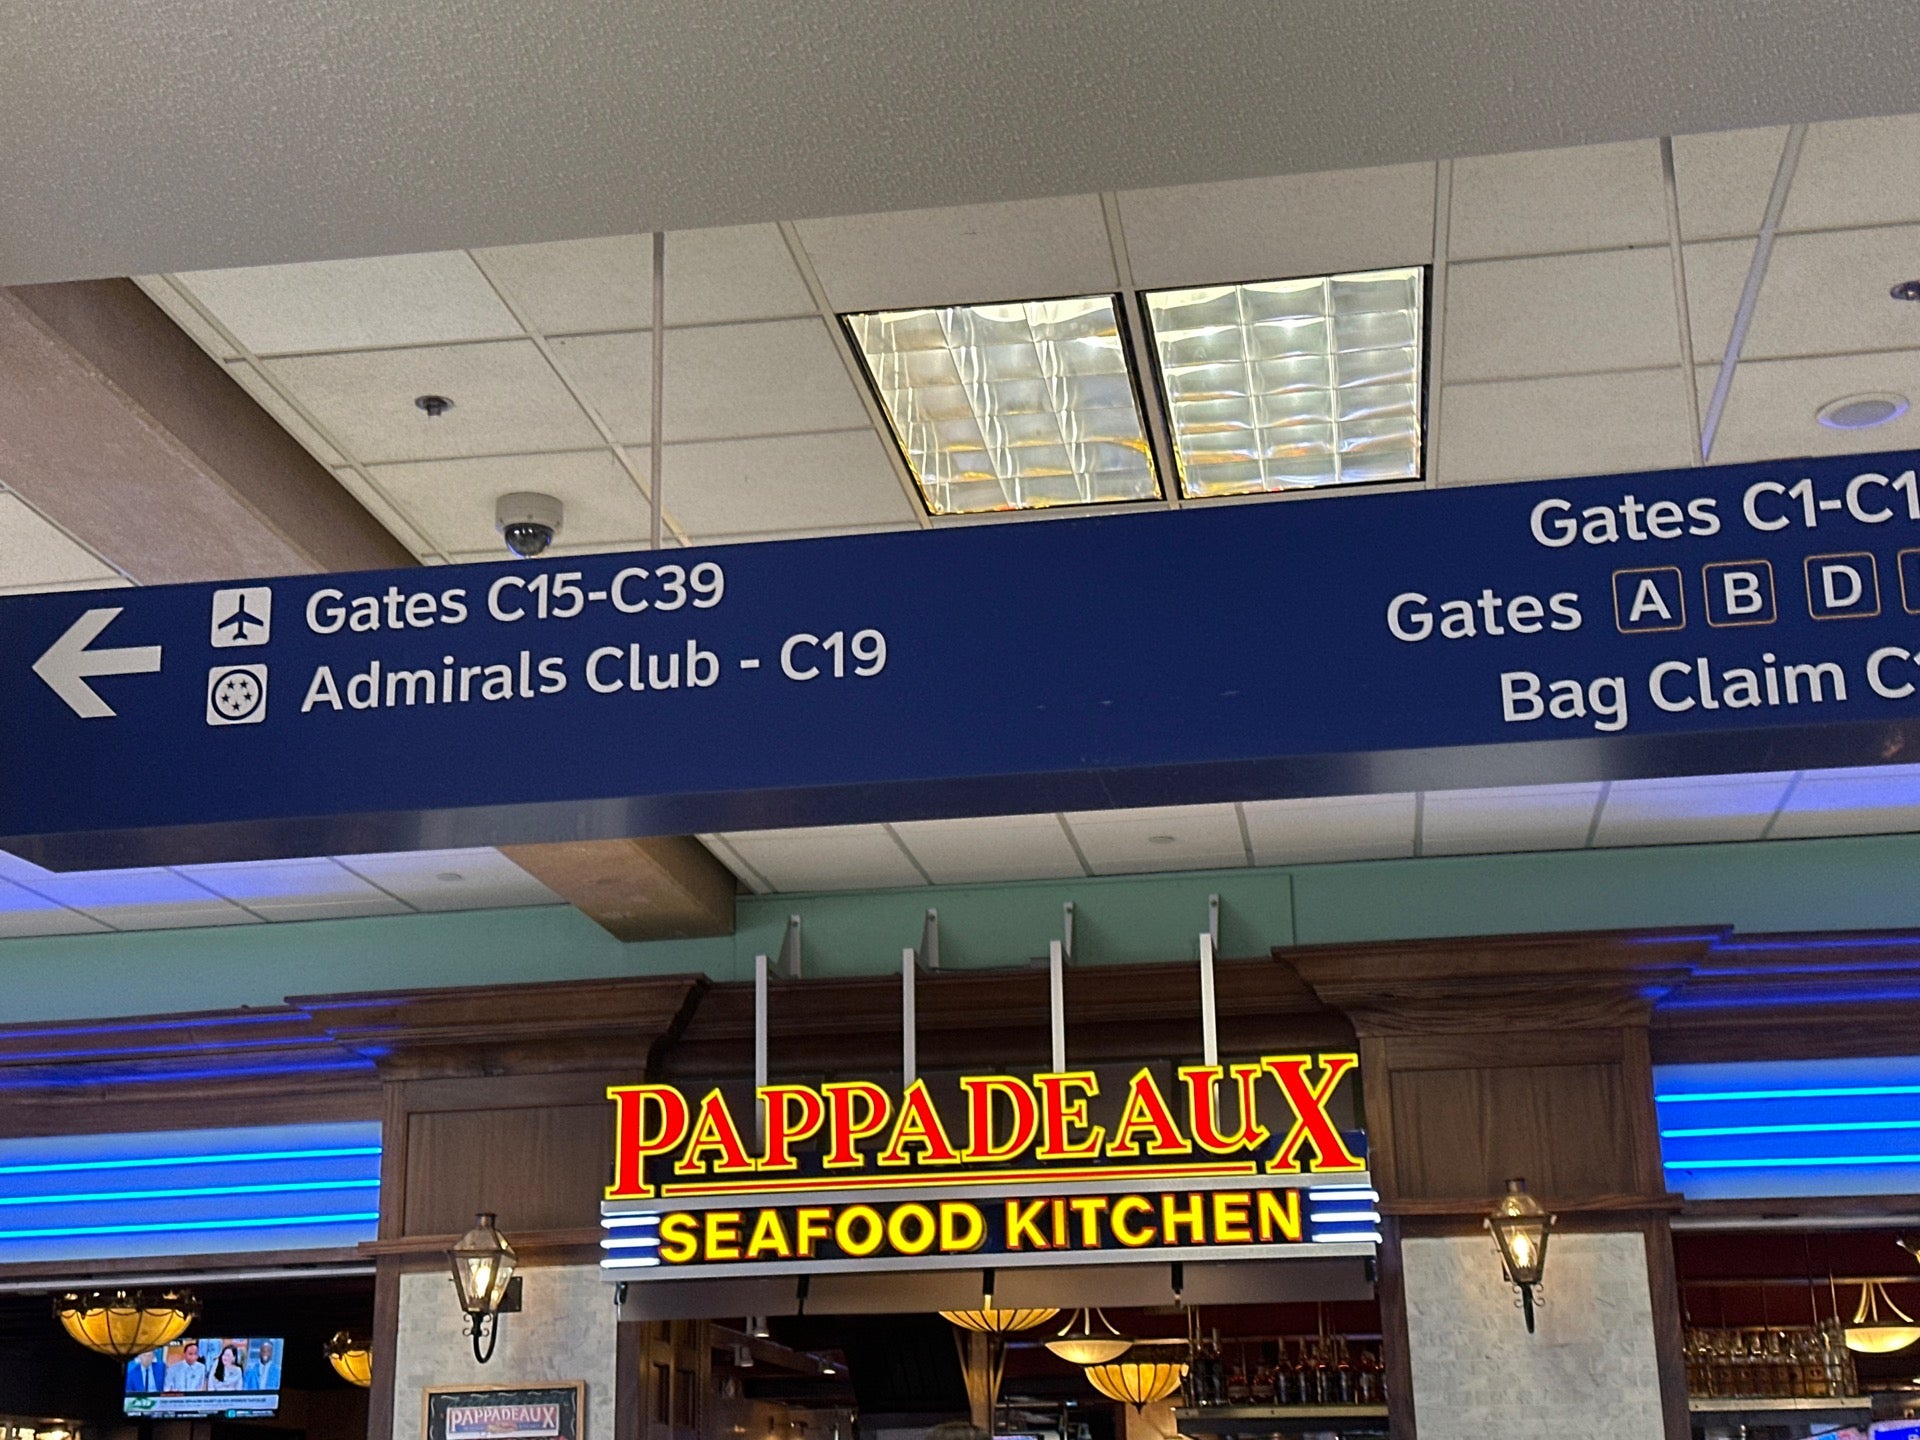 Gates C15-C39
Admirals Club - C19
Gates C1-C1
Gates A B D
Bag Claim C
PAPPADEAUX
SEAFOOD KITCHEN
PAPPADEAUX